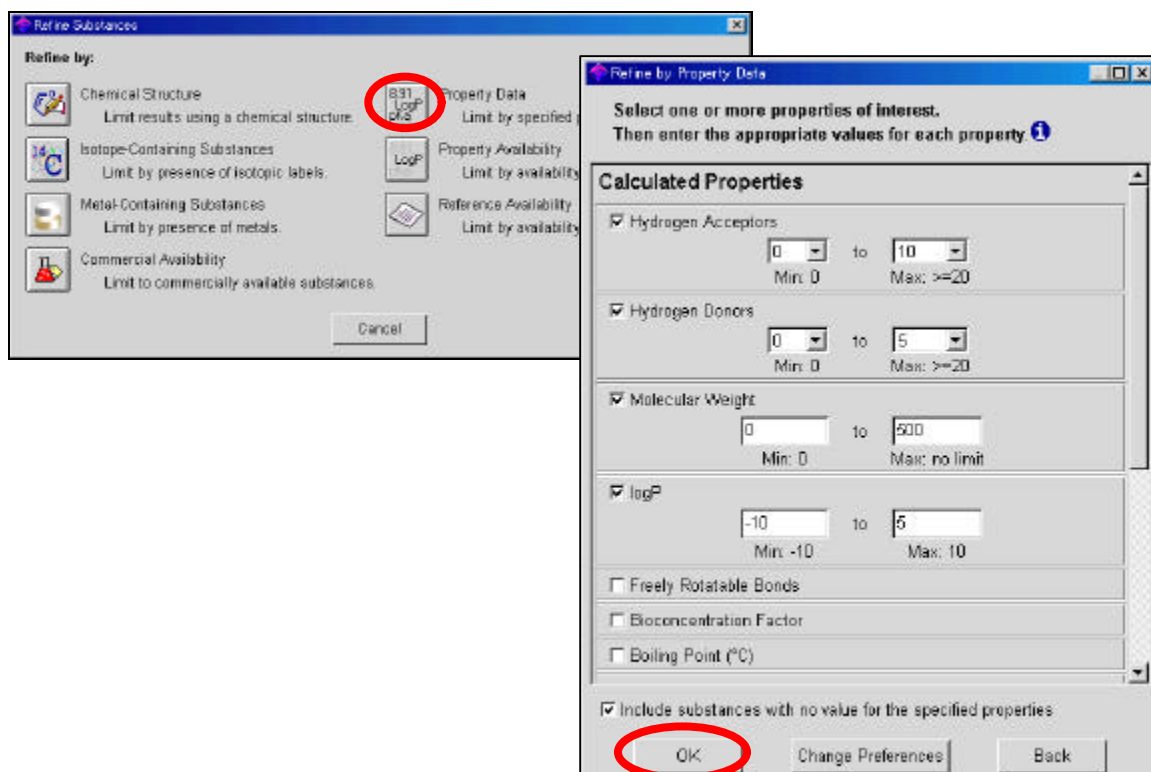 Refine Substances
Refine by:
Chemical Structure
Limit results using a chemical structure.
Isotope-Containing Substances
Limit by presence of isotopic labels.
Metal-Containing Substances
Limit by presence of metals.
Commercial Availability
Limit to commercially available substances.
8.31
LogP
pKa
Property Data
Limit by specified
LogP
Property Availability
Limit by availability
Reference Availability
Limit by availability
Cancel
Refine by Property Data
Select one or more properties of interest.
Then enter the appropriate values for each property.
Calculated Properties
Hydrogen Acceptors
0 to 10
Min: 0 Max: >=20
Hydrogen Donors
0 to 5
Min: 0 Max: >=20
Molecular Weight
0 to 500
Min: 0 Max: no limit
logP
-10 to 5
Min: -10 Max: 10
Freely Rotatable Bonds
Bioconcentration Factor
Boiling Point (°C)
Include substances with no value for the specified properties
OK Change Preferences Back